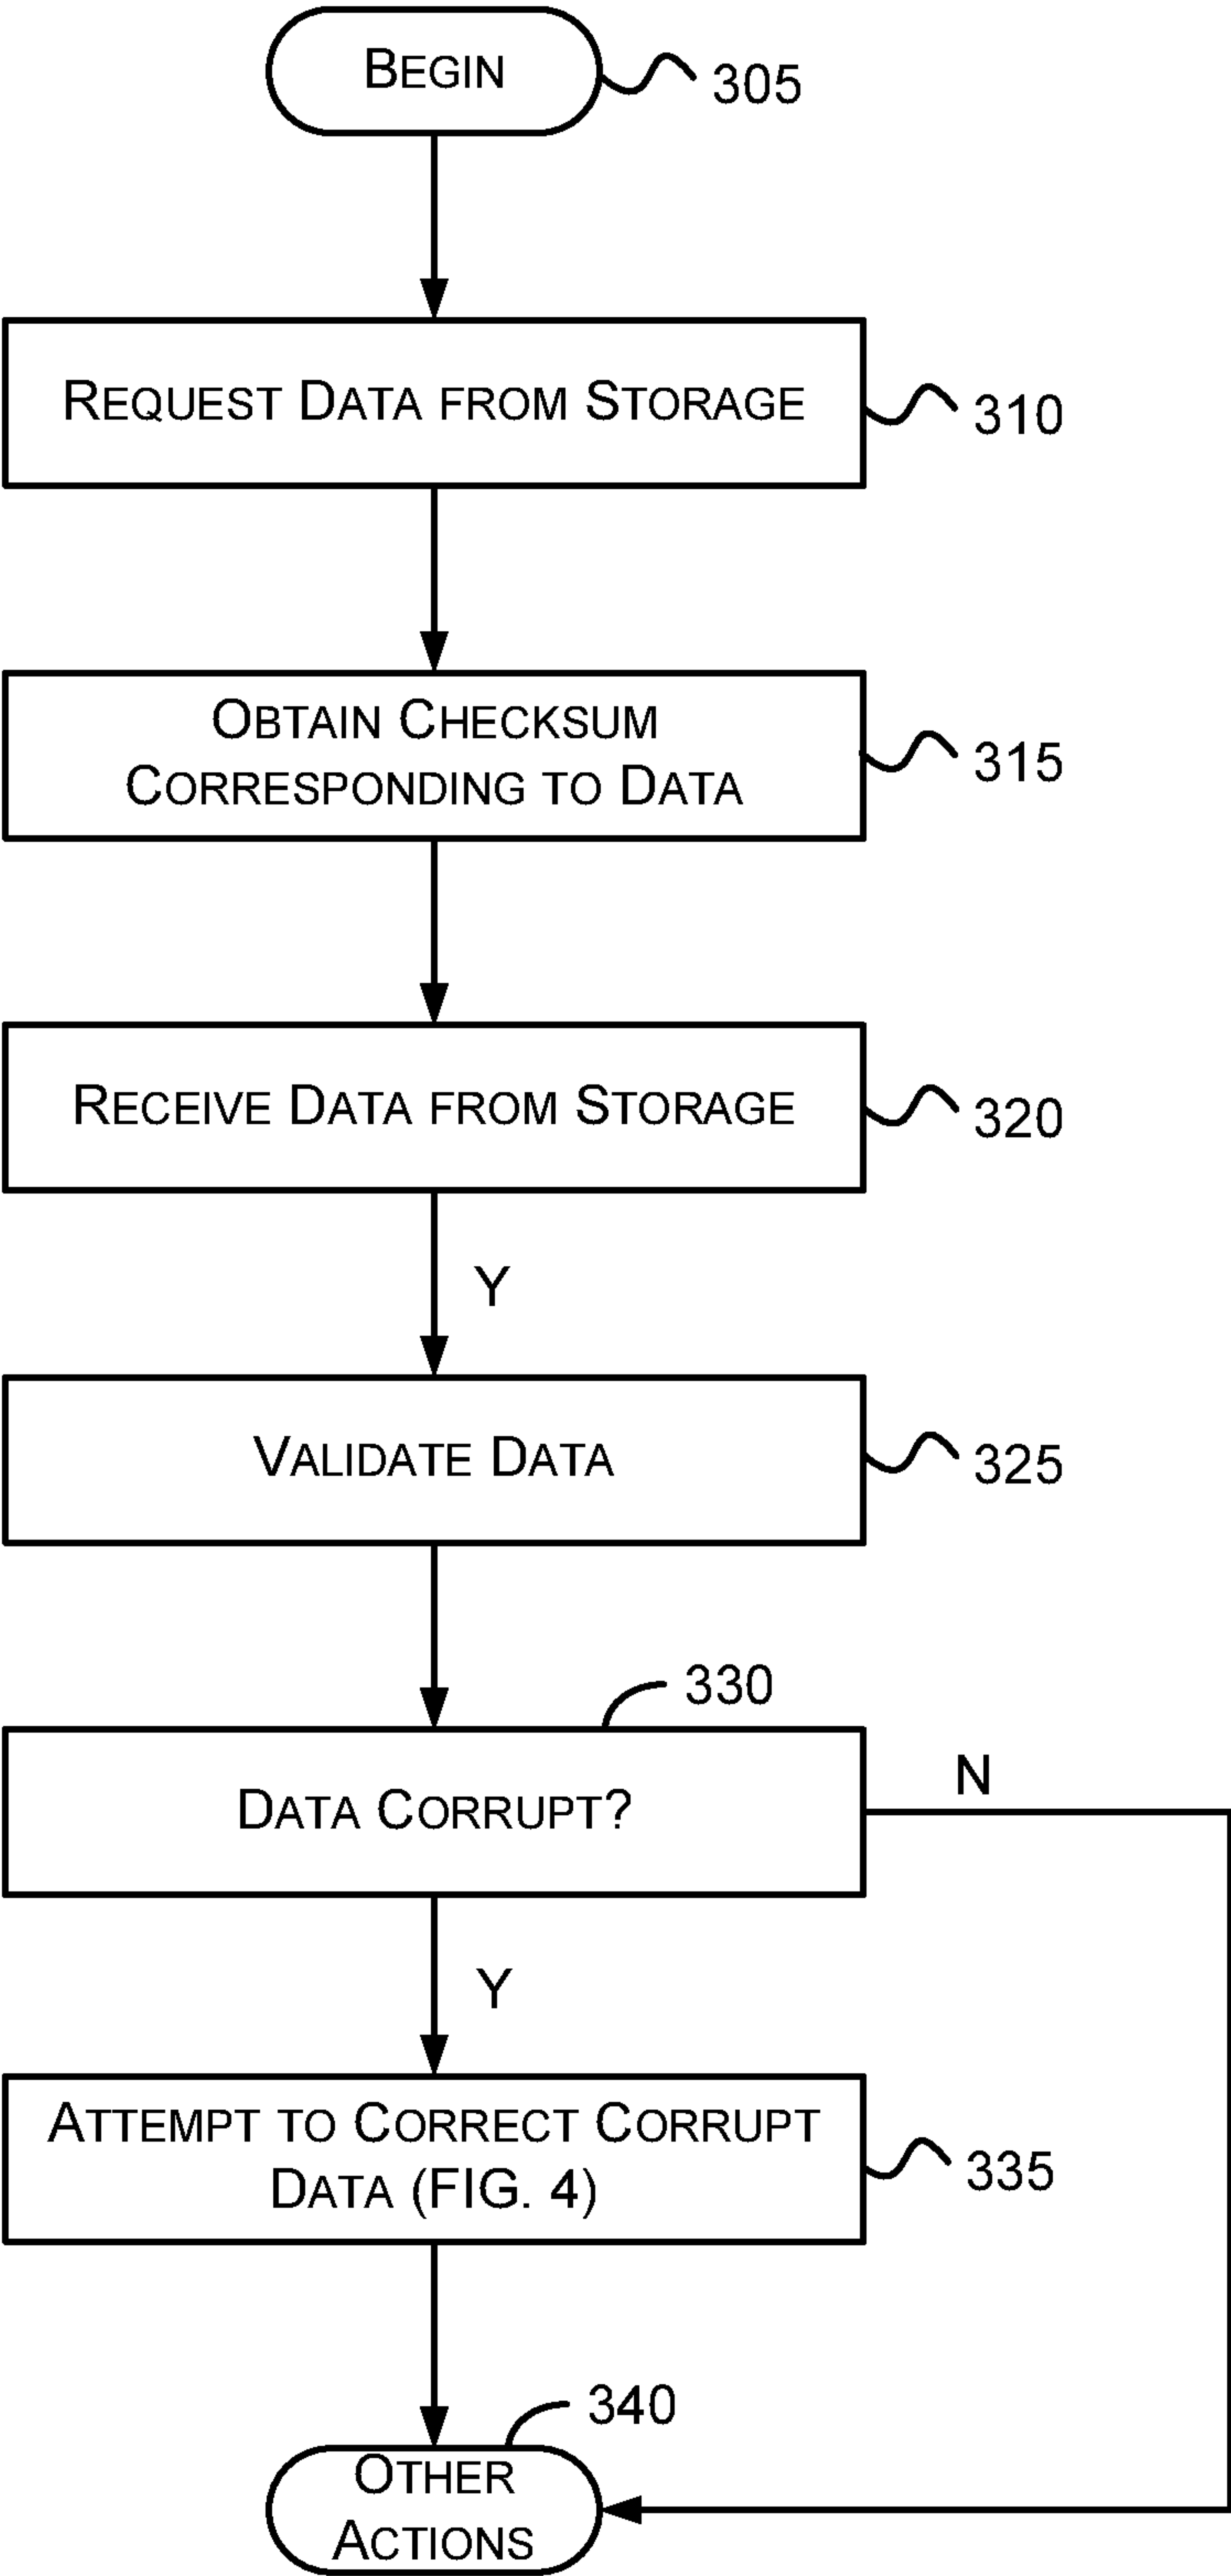 BEGIN
305
REQUEST DATA FROM STORAGE
310
OBTAIN CHECKSUM
CORRESPONDING TO DATA
315
RECEIVE DATA FROM STORAGE
320
Y
VALIDATE DATA
325
330
DATA CORRUPT?
N
Y
ATTEMPT TO CORRECT CORRUPT
DATA (FIG. 4)
335
340
OTHER
ACTIONS